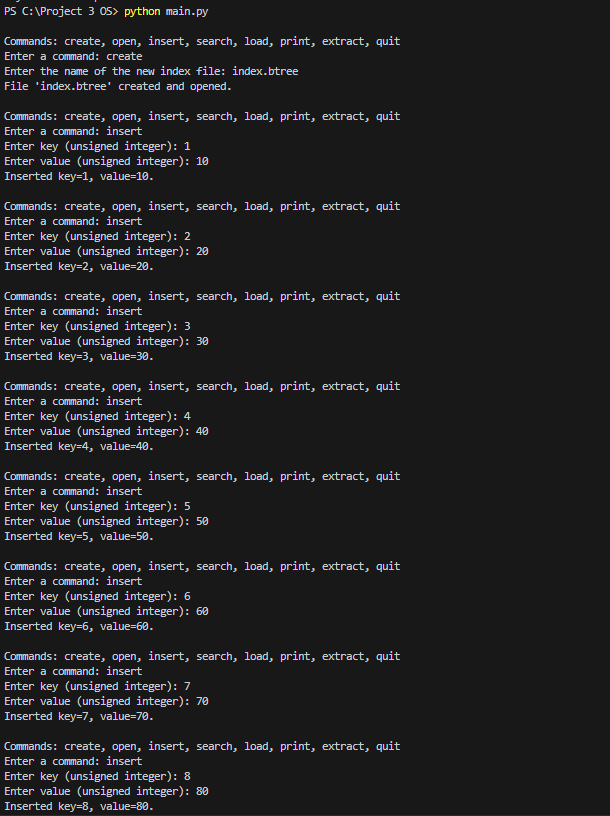 PS C:\Project 3 OS> python main.py
Commands: create, open, insert, search, load, print, extract, quit
Enter a command: create
Enter the name of the new index file: index.btree
File 'index.btree' created and opened.
Commands: create, open, insert, search, load, print, extract, quit
Enter a command: insert
Enter key (unsigned integer): 1
Enter value (unsigned integer): 10
Inserted key=1, value=10.
Commands: create, open, insert, search, load, print, extract, quit
Enter a command: insert
Enter key (unsigned integer): 2
Enter value (unsigned integer): 20
Inserted key=2, value=20.
Commands: create, open, insert, search, load, print, extract, quit
Enter a command: insert
Enter key (unsigned integer): 3
Enter value (unsigned integer): 30
Inserted key=3, value=30.
Commands: create, open, insert, search, load, print, extract, quit
Enter a command: insert
Enter key (unsigned integer): 4
Enter value (unsigned integer): 40
Inserted key=4, value=40.
Commands: create, open, insert, search, load, print, extract, quit
Enter a command: insert
Enter key (unsigned integer): 5
Enter value (unsigned integer): 50
Inserted key=5, value=50.
Commands: create, open, insert, search, load, print, extract, quit
Enter a command: insert
Enter key (unsigned integer): 6
Enter value (unsigned integer): 60
Inserted key=6, value=60.
Commands: create, open, insert, search, load, print, extract, quit
Enter a command: insert
Enter key (unsigned integer): 7
Enter value (unsigned integer): 70
Inserted key=7, value=70.
Commands: create, open, insert, search, load, print, extract, quit
Enter a command: insert
Enter key (unsigned integer): 8
Enter value (unsigned integer): 80
Inserted key=8, value=80.